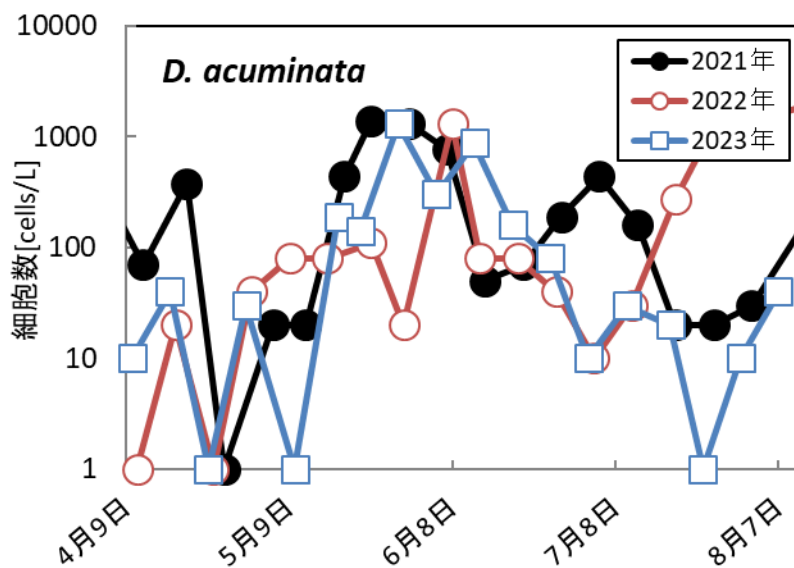 D. acuminata
2021年
2022年
2023年
細胞数[cells/L]
10000
1000
100
10
1
4月9日
5月9日
6月8日
7月8日
8月7日